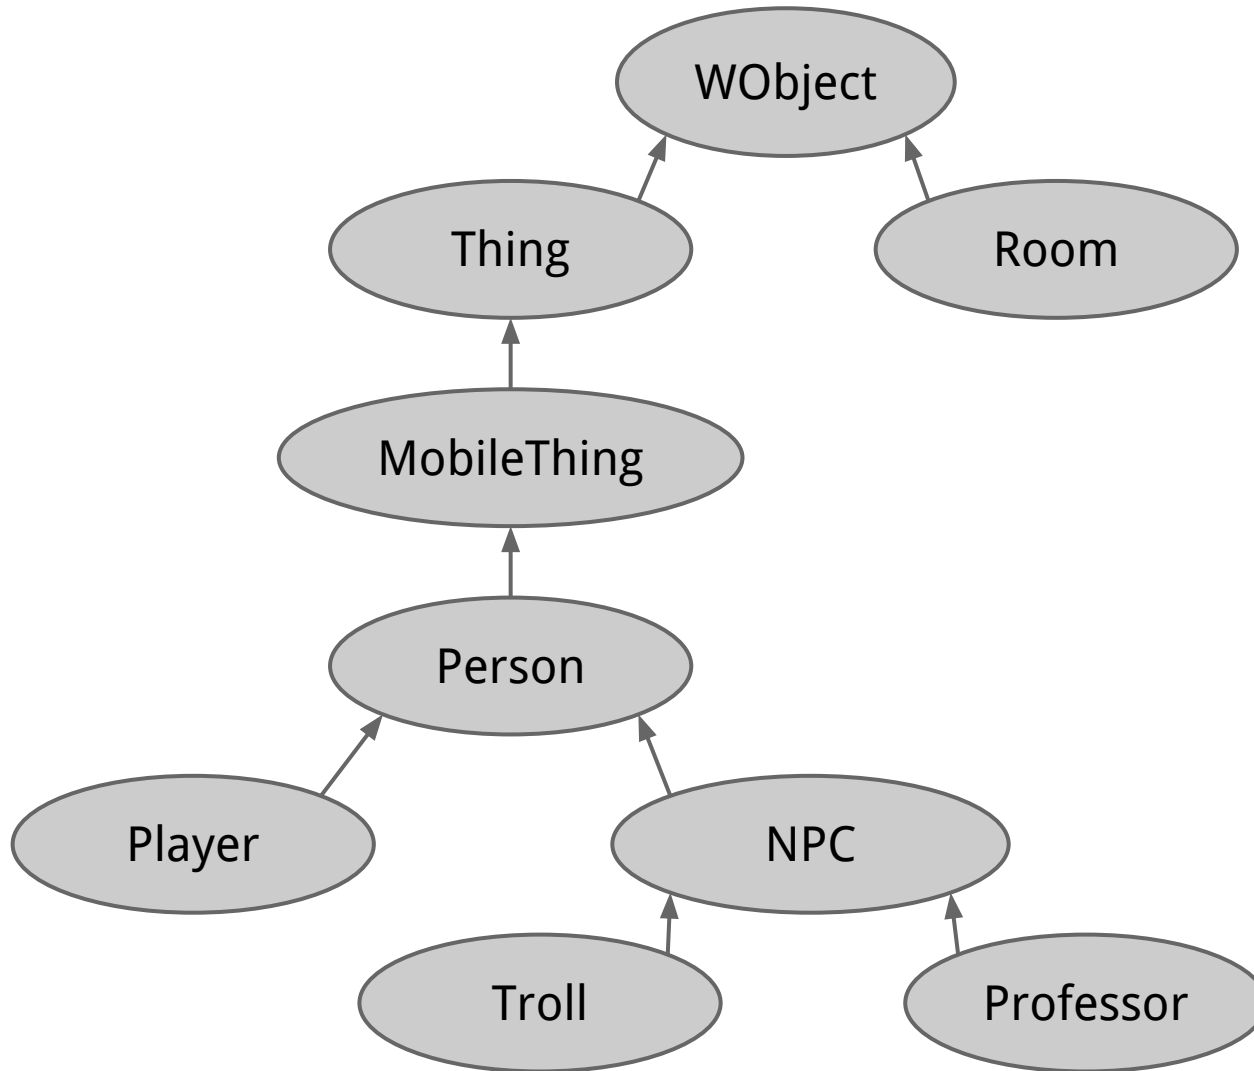 WObject
Thing
Room
MobileThing
Person
Player
NPC
Troll
Professor